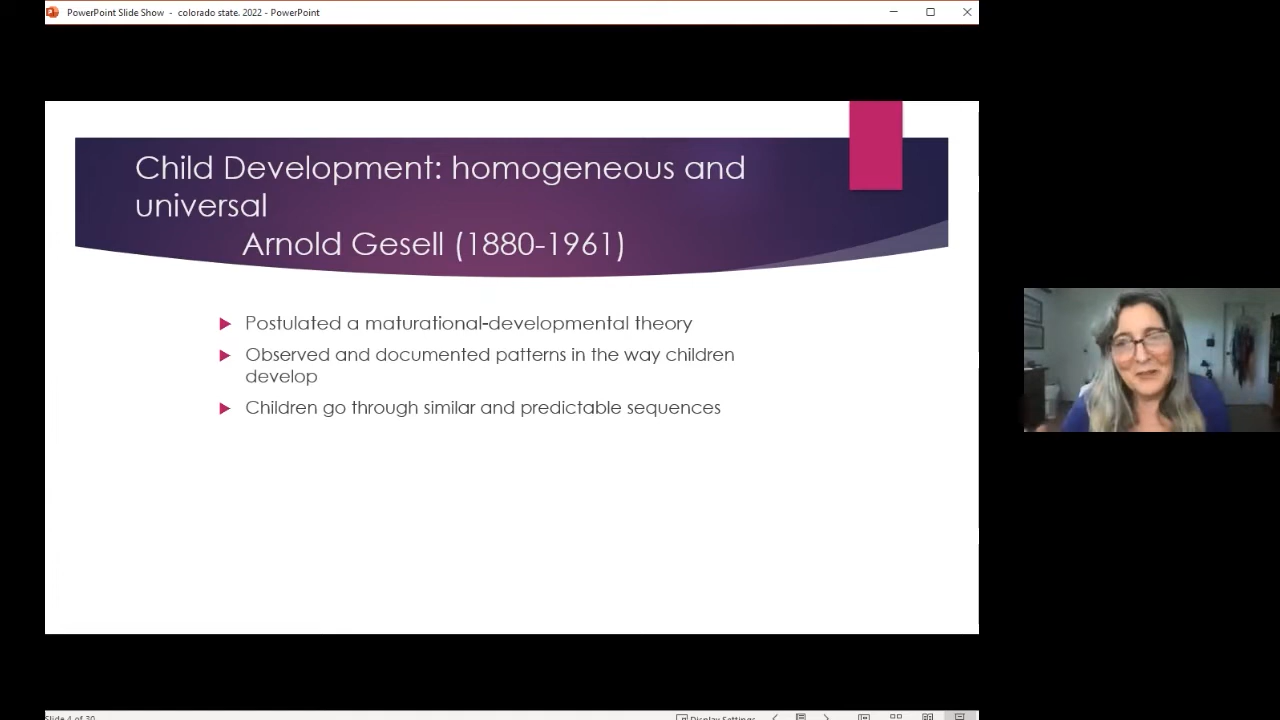 PowerPoint Slide Show - colorado state. 2022 - PowerPoint
Child Development: homogeneous and
universal
Arnold Gesell (1880-1961)
Postulated a maturational-developmental theory
Observed and documented patterns in the way children
develop
Children go through similar and predictable sequences
Slide 4 of 30
Display Settings